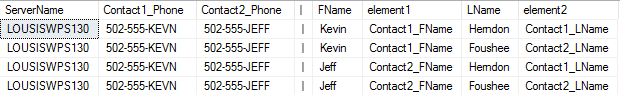 ServerName Contact1_Phone Contact2_Phone | FName element1 LName element2
LOUSISWPS130 502-555-KEVN 502-555-JEFF | Kevin Contact1_FName Herndon Contact1_LName
LOUSISWPS130 502-555-KEVN 502-555-JEFF | Kevin Contact1_FName Foushee Contact2_LName
LOUSISWPS130 502-555-KEVN 502-555-JEFF | Jeff Contact2_FName Herndon Contact1_LName
LOUSISWPS130 502-555-KEVN 502-555-JEFF | Jeff Contact2_FName Foushee Contact2_LName